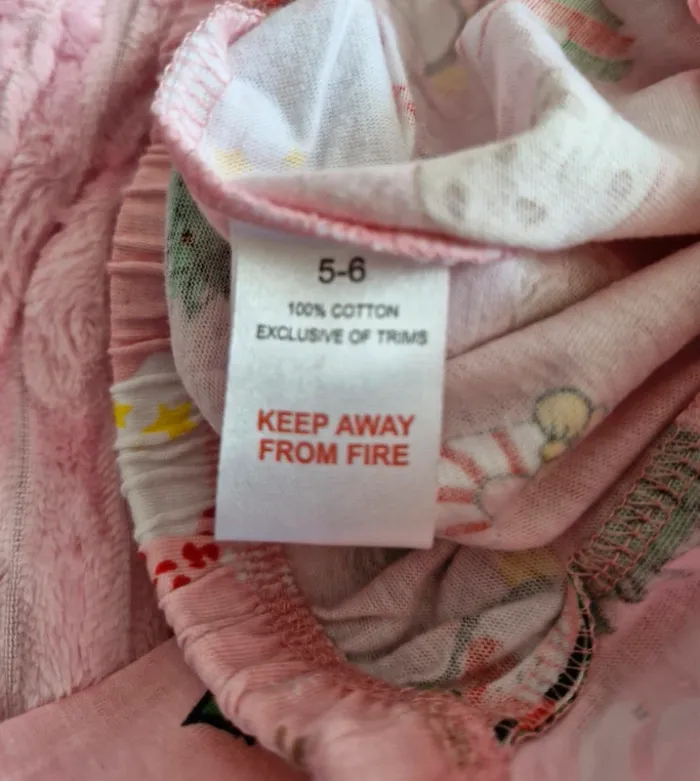 5-6
100% COTTON
EXCLUSIVE OF TRIMS
KEEP AWAY
FROM FIRE